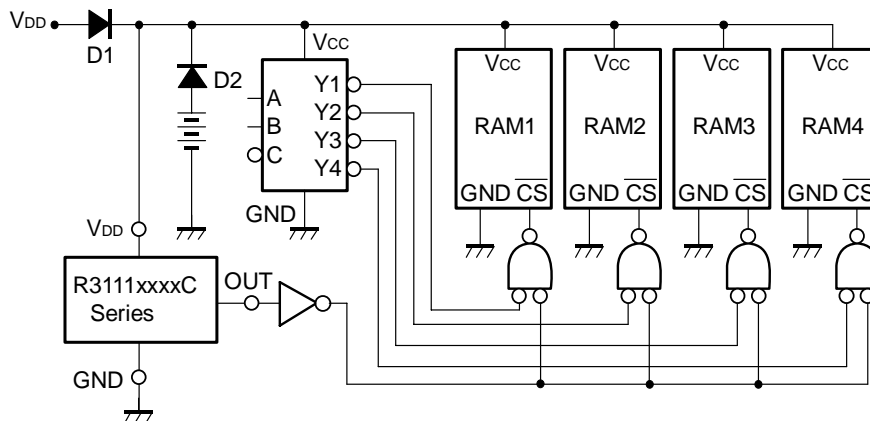 VDD
D1
D2
VCC
A
B
C
Y1
Y2
Y3
Y4
GND
VCC
RAM1
GND CS
VCC
RAM2
GND CS
VCC
RAM3
GND CS
VCC
RAM4
GND CS
VDD
R3111xxxxC
Series
OUT
GND